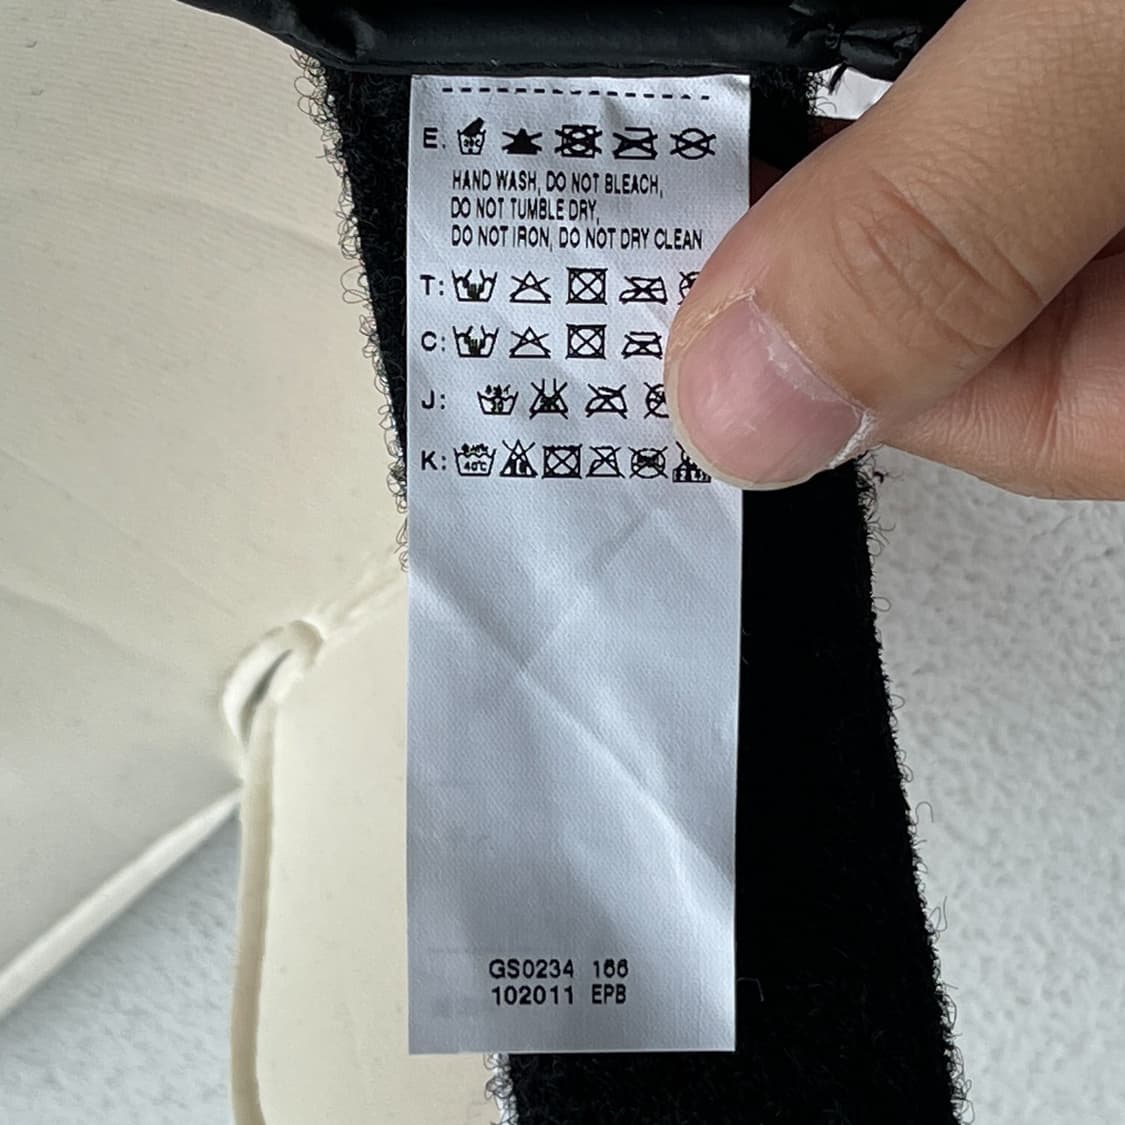 E.
HAND WASH, DO NOT BLEACH,
DO NOT TUMBLE DRY,
DO NOT IRON, DO NOT DRY CLEAN
T:
C:
J:
K: 40℃
GS0234 166
102011 EPB